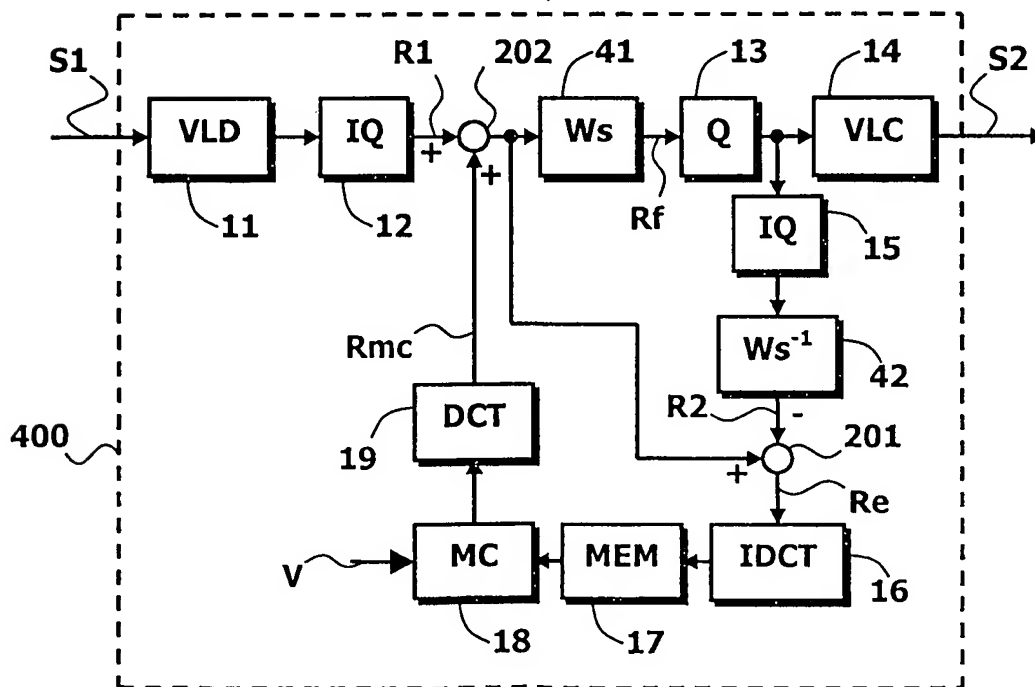 S1
R1
202
41
13
14
S2
VLD
IQ
+
+
Ws
Q
VLC
11
12
Rf
IQ
15
Rmc
Ws-1
42
R2
-
DCT
19
400
201
+
Re
V
MC
MEM
IDCT
16
18
17